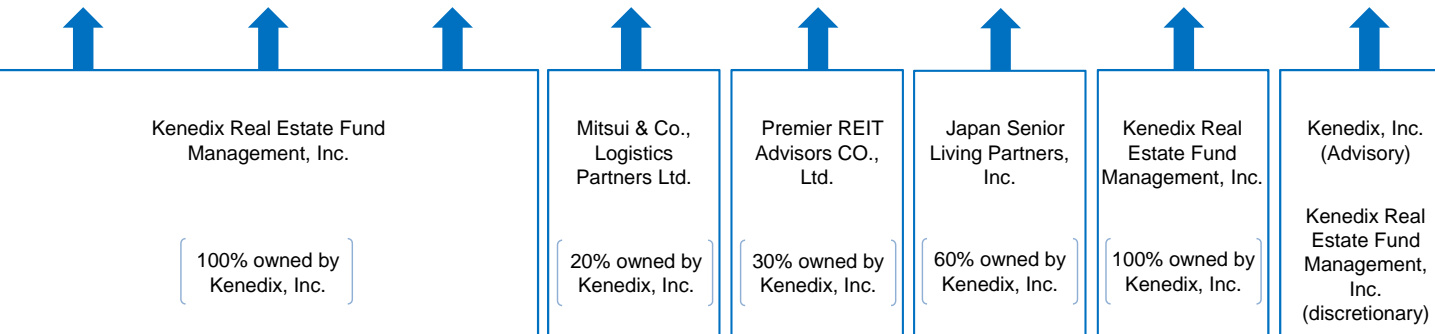 Kenedix Real Estate Fund
Management, Inc.
100% owned by
Kenedix, Inc.
Mitsui & Co.,
Logistics
Partners Ltd.
20% owned by
Kenedix, Inc.
Premier REIT
Advisors CO.,
Ltd.
30% owned by
Kenedix, Inc.
Japan Senior
Living Partners,
Inc.
60% owned by
Kenedix, Inc.
Kenedix Real
Estate Fund
Management, Inc.
100% owned by
Kenedix, Inc.
Kenedix, Inc.
(Advisory)
Kenedix Real
Estate Fund
Management,
Inc.
(discretionary)